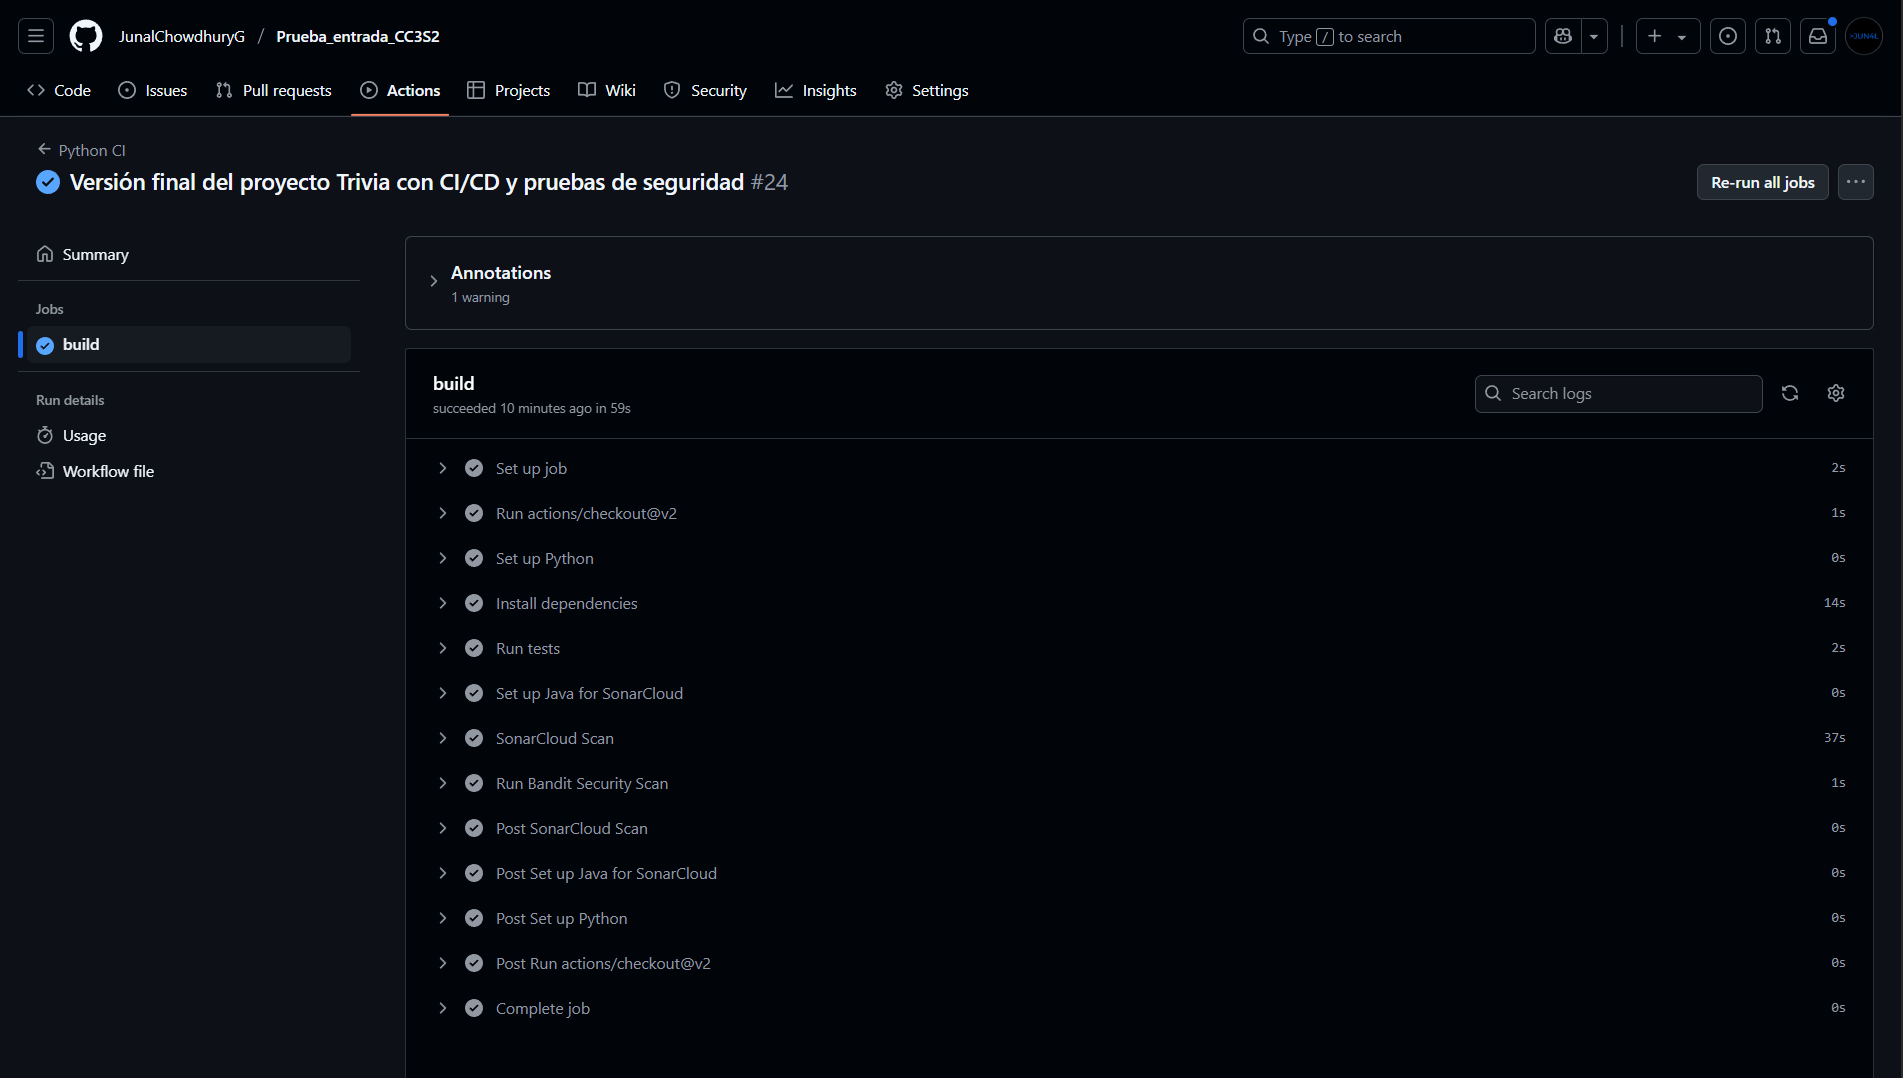 JunalChowdhuryG / Prueba_entrada_CC3S2
Type / to search
Code Issues Pull requests Actions Projects Wiki Security Insights Settings
Python CI
Versión final del proyecto Trivia con CI/CD y pruebas de seguridad #24
Re-run all jobs
Summary
Jobs
build
Run details
Usage
Workflow file
Annotations
1 warning
build
succeeded 10 minutes ago in 59s
Search logs
Set up job 2s
Run actions/checkout@v2 1s
Set up Python 0s
Install dependencies 14s
Run tests 2s
Set up Java for SonarCloud 0s
SonarCloud Scan 37s
Run Bandit Security Scan 1s
Post SonarCloud Scan 0s
Post Set up Java for SonarCloud 0s
Post Set up Python 0s
Post Run actions/checkout@v2 0s
Complete job 0s